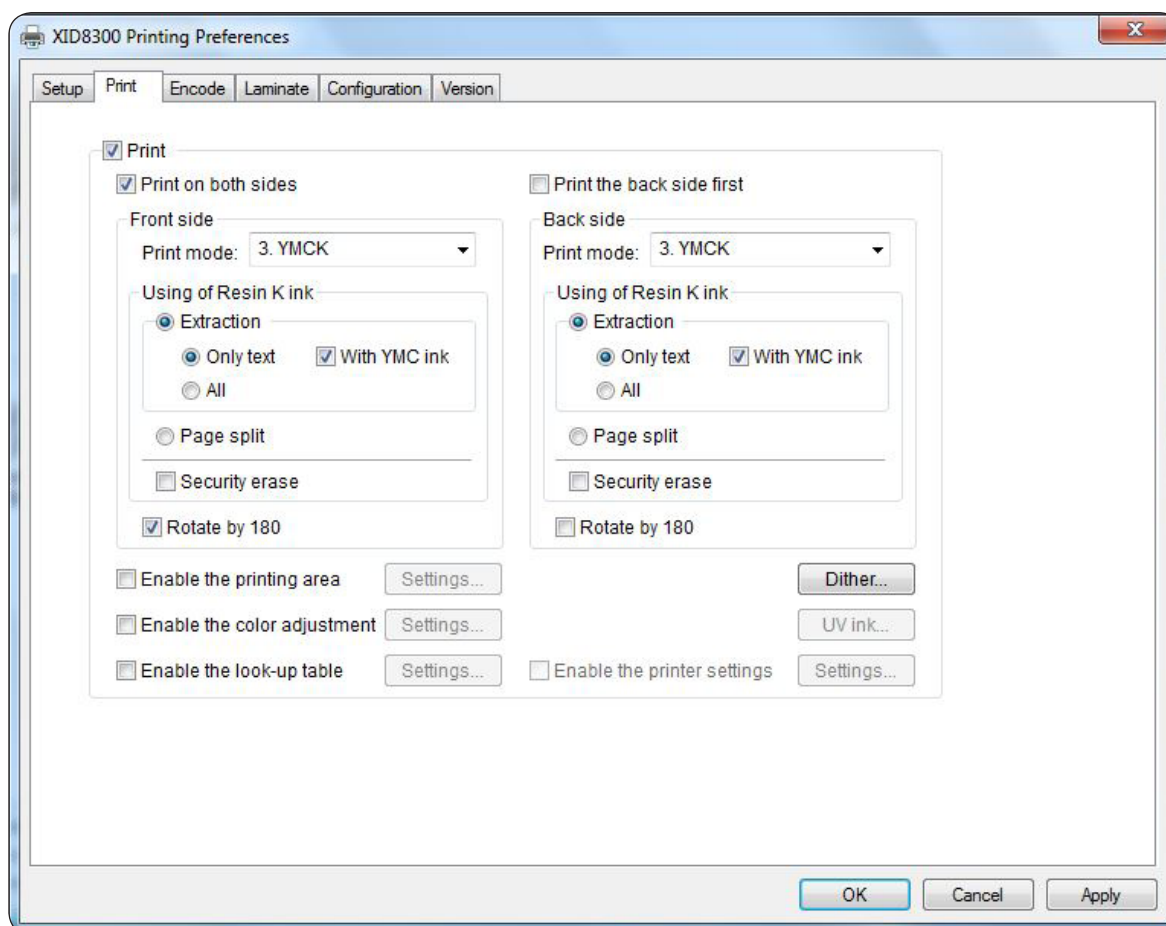 XID8300 Printing Preferences
Setup Print Encode Laminate Configuration Version
Print
Print on both sides Print the back side first
Front side Back side
Print mode: 3. YMCK Print mode: 3. YMCK
Using of Resin K ink Using of Resin K ink
Extraction Extraction
Only text With YMC ink Only text With YMC ink
All All
Page split Page split
Security erase Security erase
Rotate by 180 Rotate by 180
Enable the printing area Settings... Dither...
Enable the color adjustment Settings... UV ink...
Enable the look-up table Settings... Enable the printer settings Settings...
OK Cancel Apply